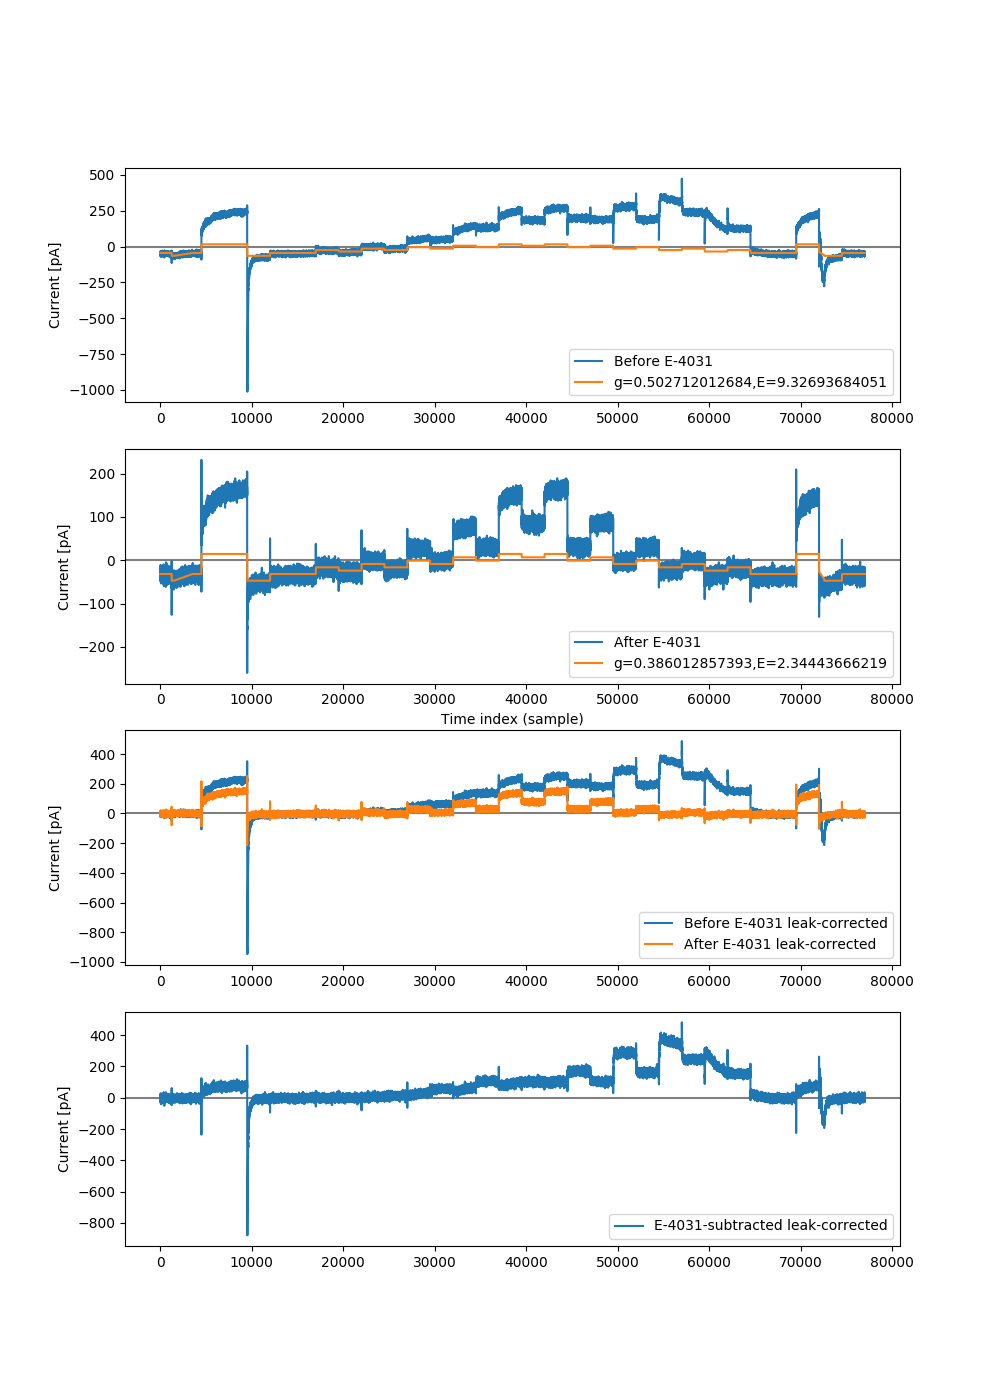 500
250
0
−250
−500
−750
−1000
Current [pA]
Before E-4031
g=0.502712012684,E=9.32693684051
0 10000 20000 30000 40000 50000 60000 70000 80000
200
100
0
−100
−200
Current [pA]
After E-4031
g=0.386012857393,E=2.34443666219
0 10000 20000 30000 40000 50000 60000 70000 80000
Time index (sample)
400
200
0
−200
−400
−600
−800
−1000
Current [pA]
Before E-4031 leak-corrected
After E-4031 leak-corrected
0 10000 20000 30000 40000 50000 60000 70000 80000
400
200
0
−200
−400
−600
−800
Current [pA]
E-4031-subtracted leak-corrected
0 10000 20000 30000 40000 50000 60000 70000 80000